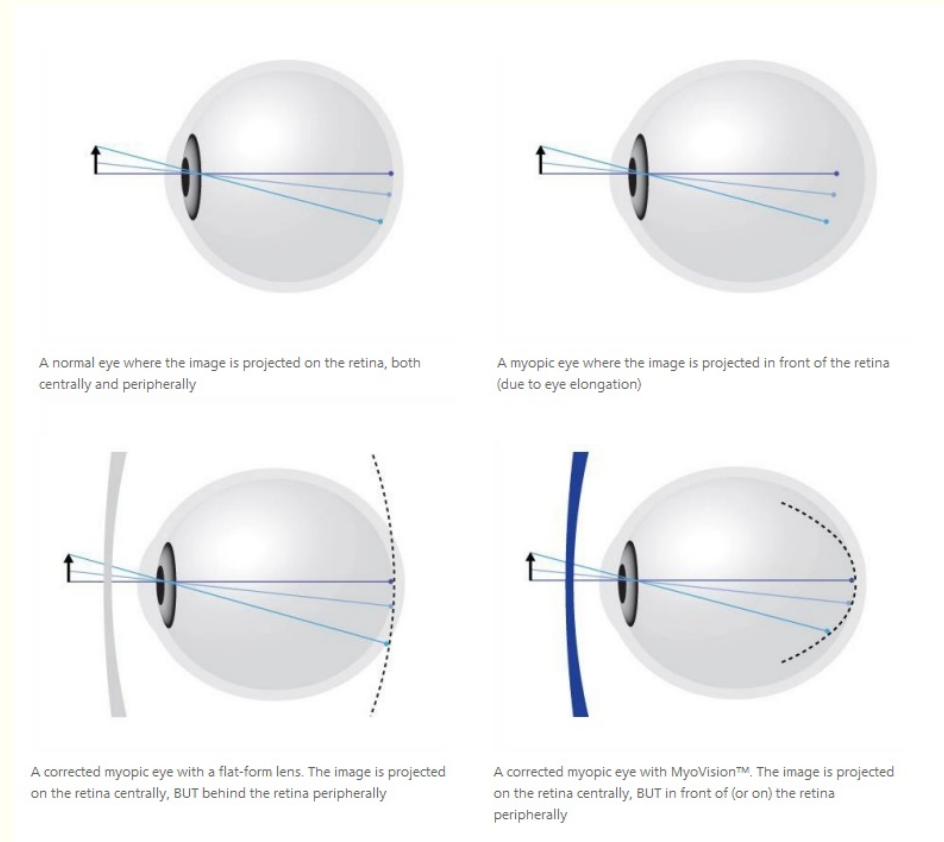 A normal eye where the image is projected on the retina, both
centrally and peripherally
A myopic eye where the image is projected in front of the retina
(due to eye elongation)
A corrected myopic eye with a flat-form lens. The image is projected
on the retina centrally, BUT behind the retina peripherally
A corrected myopic eye with MyoVision™. The image is projected
on the retina centrally, BUT in front of (or on) the retina
peripherally